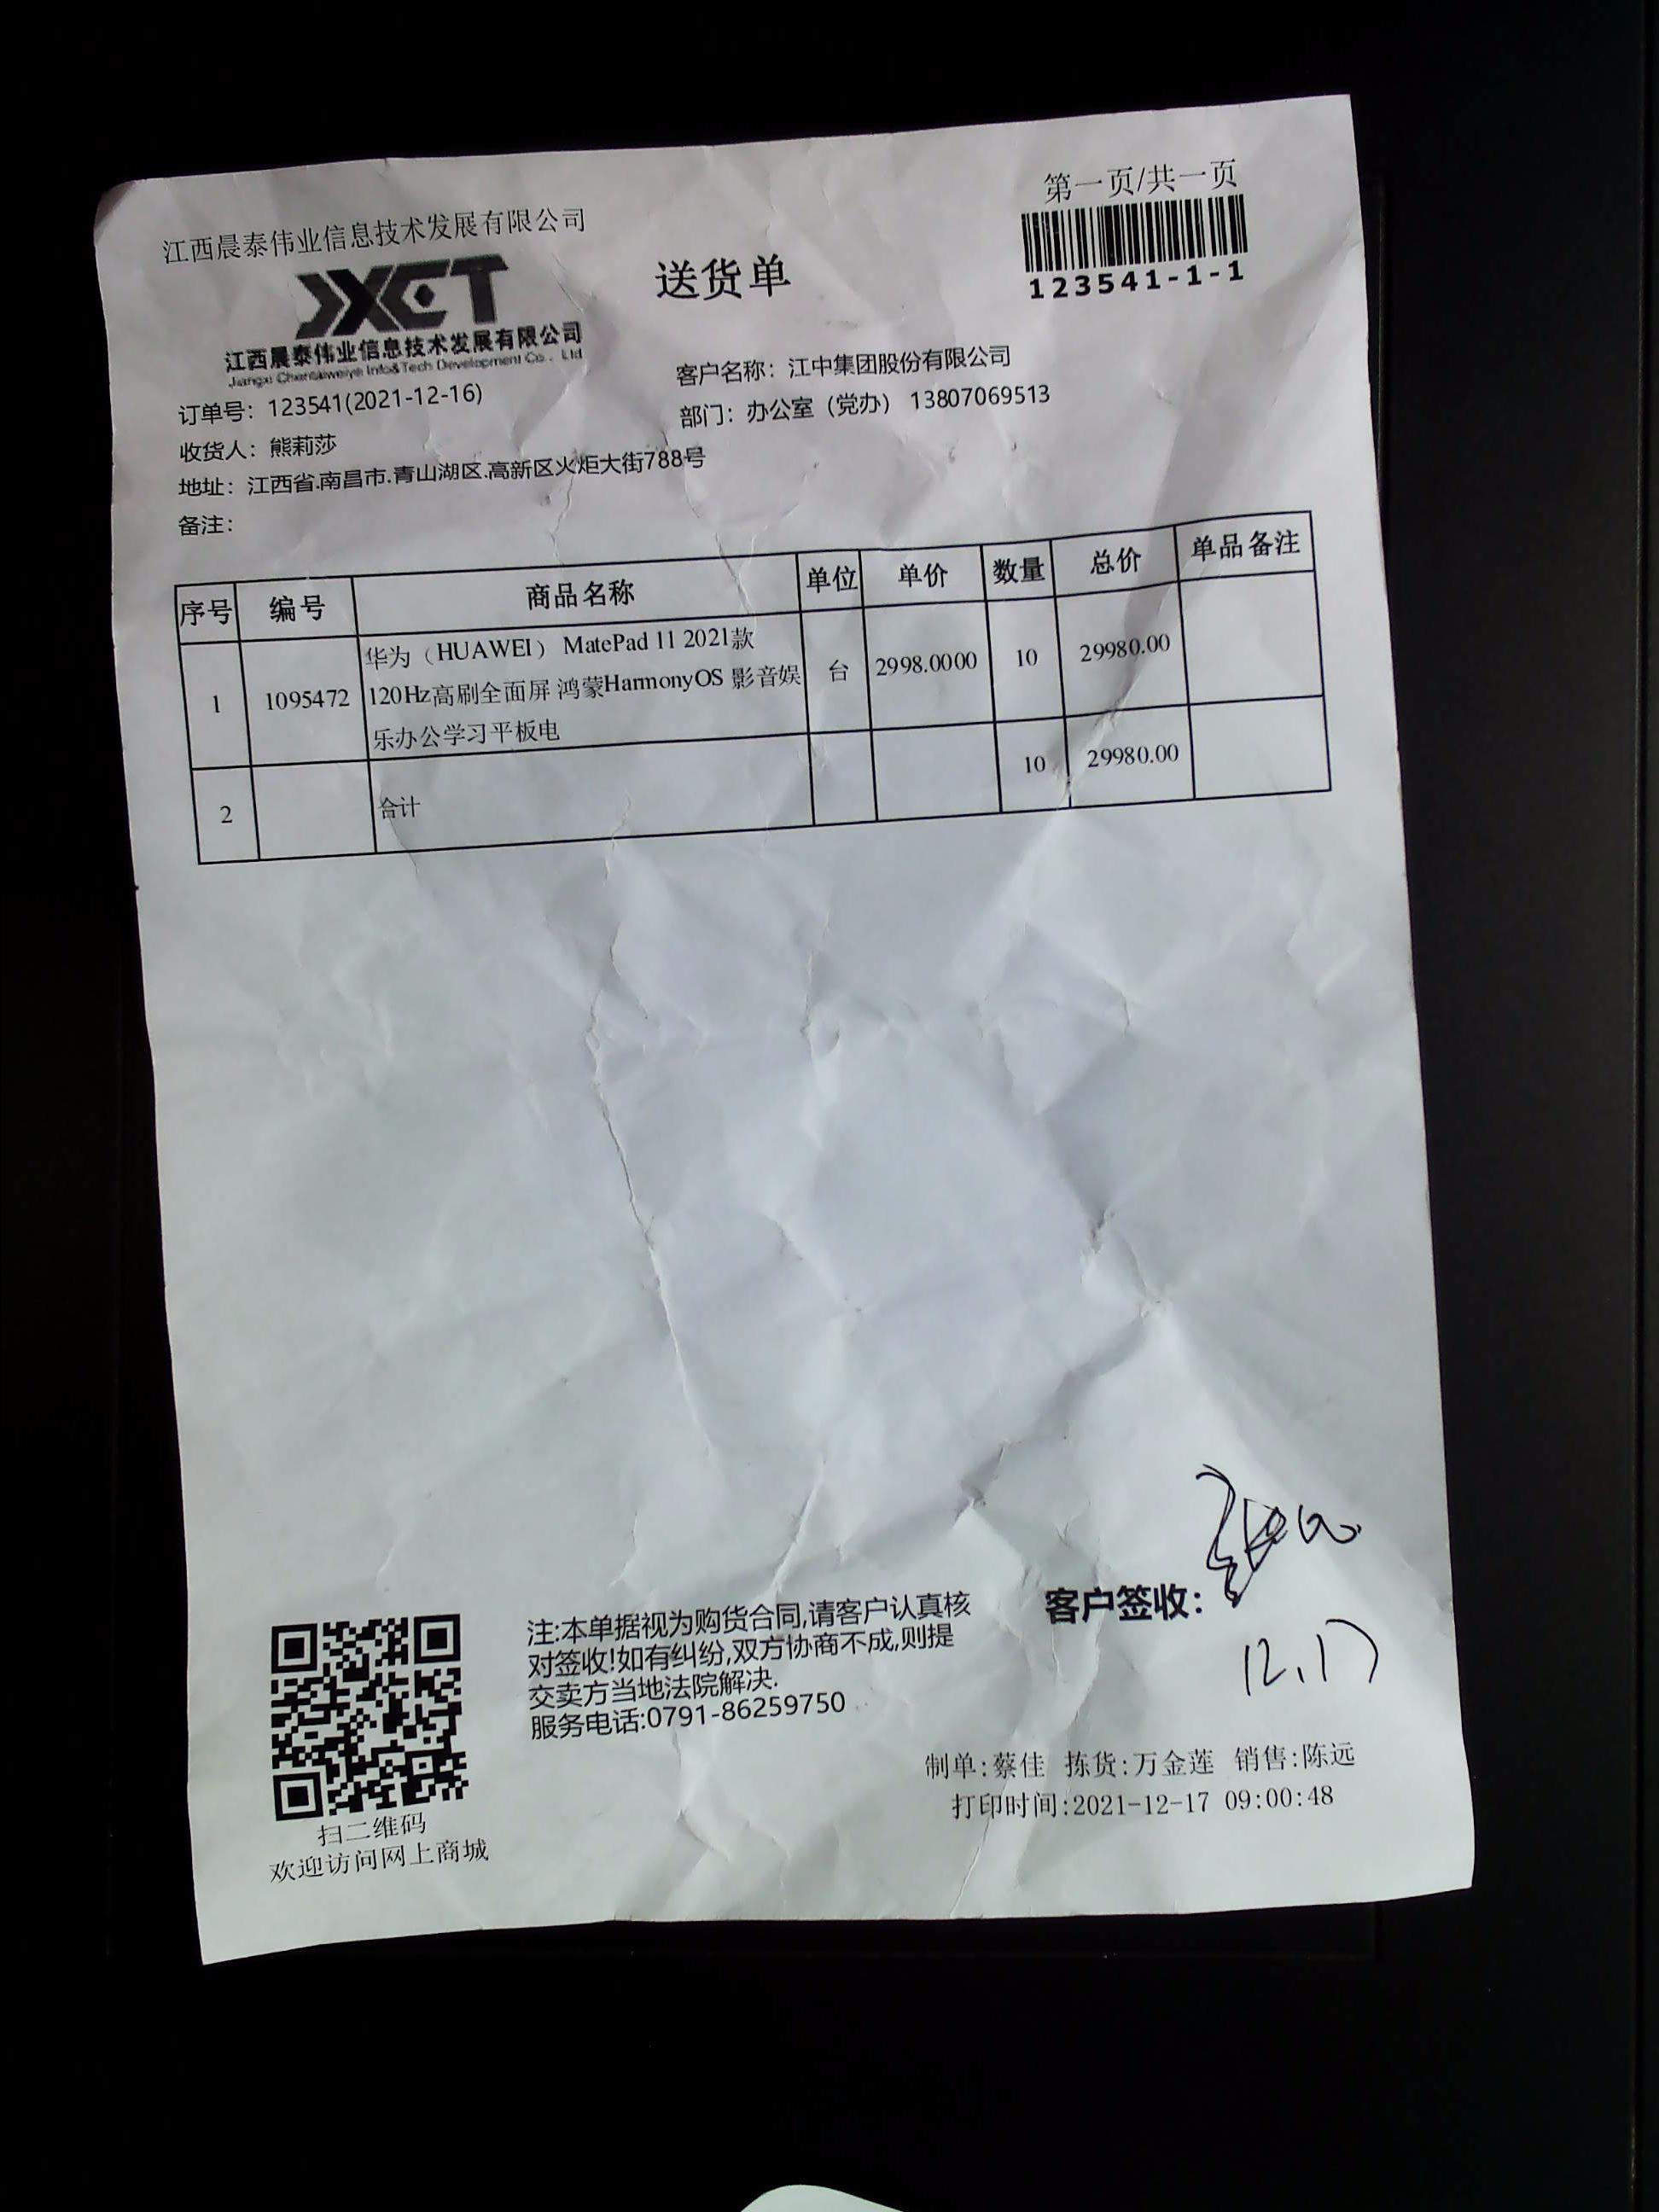 第一页/共一页
江西晨泰伟业信息技术发展有限公司
123541-1-1
送货单
JXCT
江西晨泰伟业信息技术发展有限公司
Jiangxi Chentaiweiye Info&Tech Development Co., Ltd
客户名称：江中集团股份有限公司
订单号：123541(2021-12-16)
部门：办公室（党办） 13807069513
收货人：熊莉莎
地址：江西省.南昌市.青山湖区.高新区火炬大街788号
备注：
序号 编号 商品名称 单位 单价 数量 总价 单品备注
华为（HUAWEI） MatePad 11 2021款
1 1095472 120Hz高刷全面屏 鸿蒙HarmonyOS 影音娱 台 2998.0000 10 29980.00
乐办公学习平板电
2 合计 10 29980.00
注:本单据视为购货合同,请客户认真核
对签收!如有纠纷,双方协商不成,则提
交卖方当地法院解决.
服务电话:0791-86259750
客户签收：
12.17
制单:蔡佳 拣货:万金莲 销售:陈远
打印时间:2021-12-17 09:00:48
扫二维码
欢迎访问网上商城